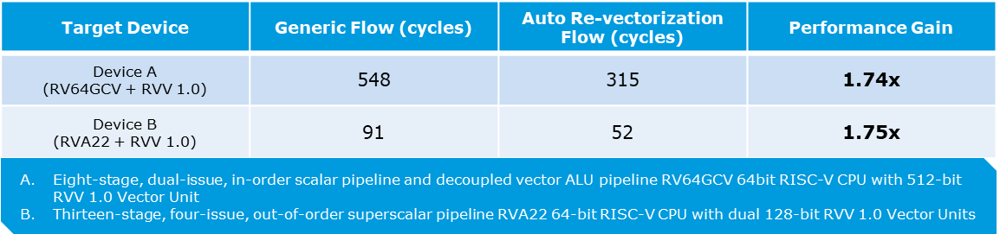 Target Device
Generic Flow (cycles)
Auto Re-vectorization
Flow (cycles)
Performance Gain
Device A
(RV64GCV + RVV 1.0)
548
315
1.74x
Device B
(RVA22 + RVV 1.0)
91
52
1.75x
A. Eight-stage, dual-issue, in-order scalar pipeline and decoupled vector ALU pipeline RV64GCV 64bit RISC-V CPU with 512-bit
RVV 1.0 Vector Unit
B. Thirteen-stage, four-issue, out-of-order superscalar pipeline RVA22 64-bit RISC-V CPU with dual 128-bit RVV 1.0 Vector Units